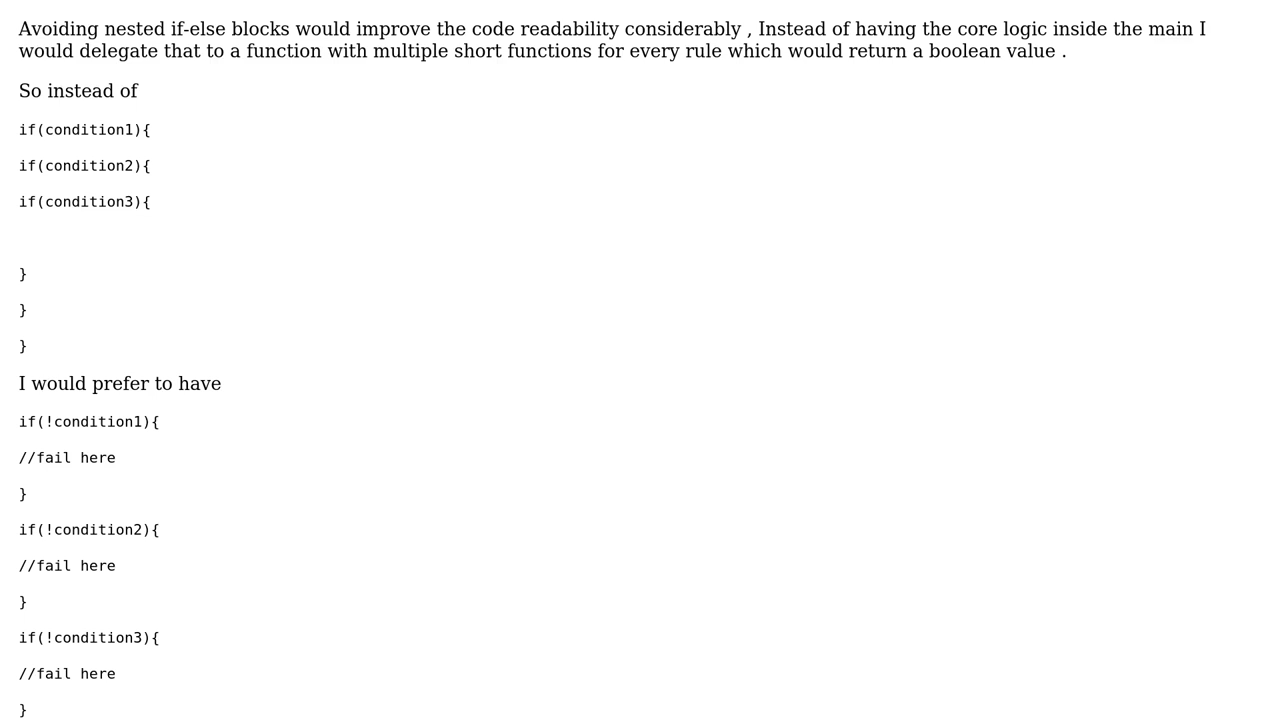 Avoiding nested if-else blocks would improve the code readability considerably , Instead of having the core logic inside the main I
would delegate that to a function with multiple short functions for every rule which would return a boolean value .
So instead of
if(condition1){
if(condition2){
if(condition3){
}
}
}
I would prefer to have
if(!condition1){
//fail here
}
if(!condition2){
//fail here
}
if(!condition3){
//fail here
}